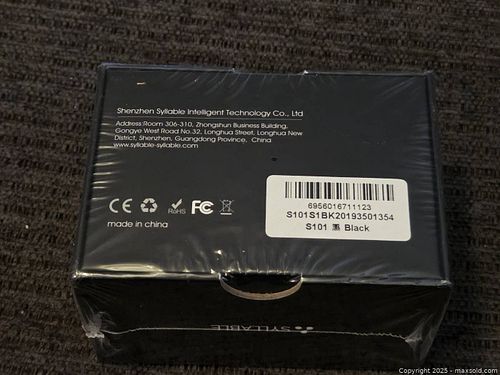 Shenzhen Syllable Intelligent Technology Co., Ltd
Address:Room 306-310, Zhongshun Business Building,
Gongye West Road No.32, Longhua Street, Longhua New
District, Shenzhen, Guangdong Province, China
www.syllable-syllable.com
CE RoHS FC
made in china
6956016711123
S101S1BK20193501354
S101 黑 Black
SYLLABLE
Copyright 2025 - maxsold.com